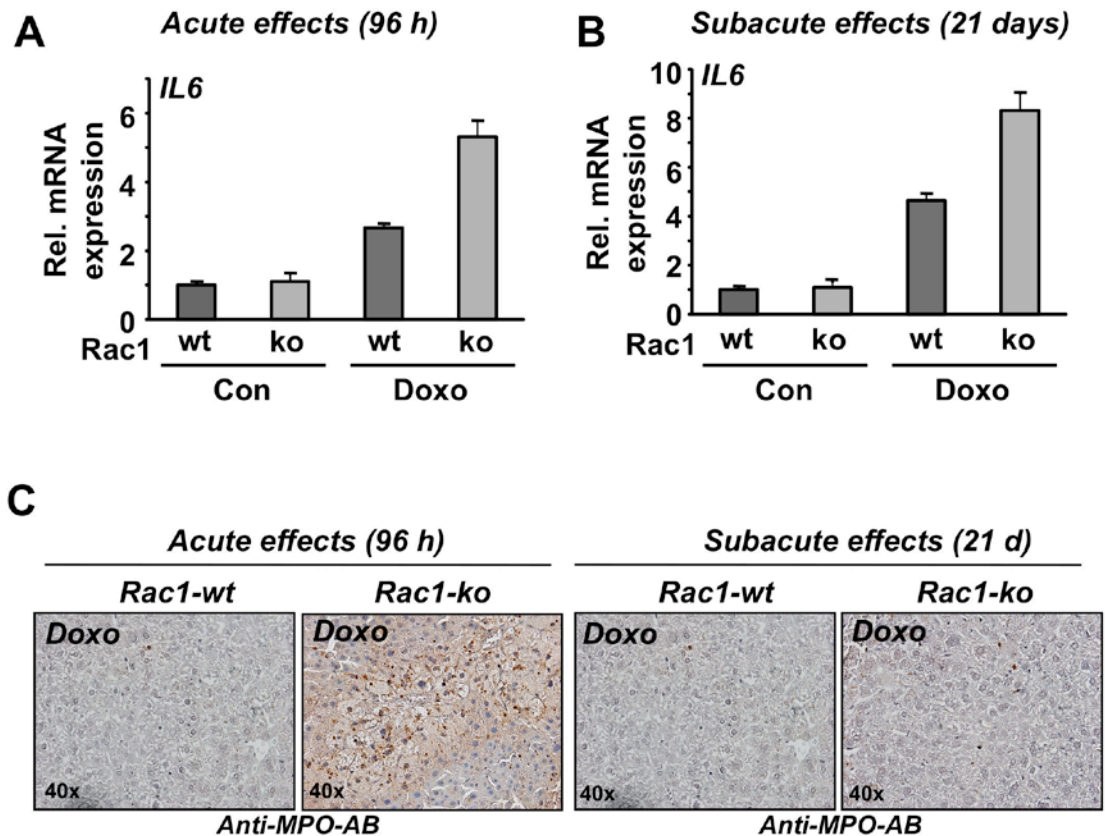 A
Acute effects (96 h)
IL6
Rel. mRNA
expression
6
4
2
0
Rac1
wt ko wt ko
Con Doxo
B
Subacute effects (21 days)
IL6
Rel. mRNA
expression
10
8
6
4
2
0
Rac1
wt ko wt ko
Con Doxo
C
Acute effects (96 h) Subacute effects (21 d)
Rac1-wt Rac1-ko Rac1-wt Rac1-ko
Doxo Doxo Doxo Doxo
40x 40x 40x 40x
Anti-MPO-AB Anti-MPO-AB